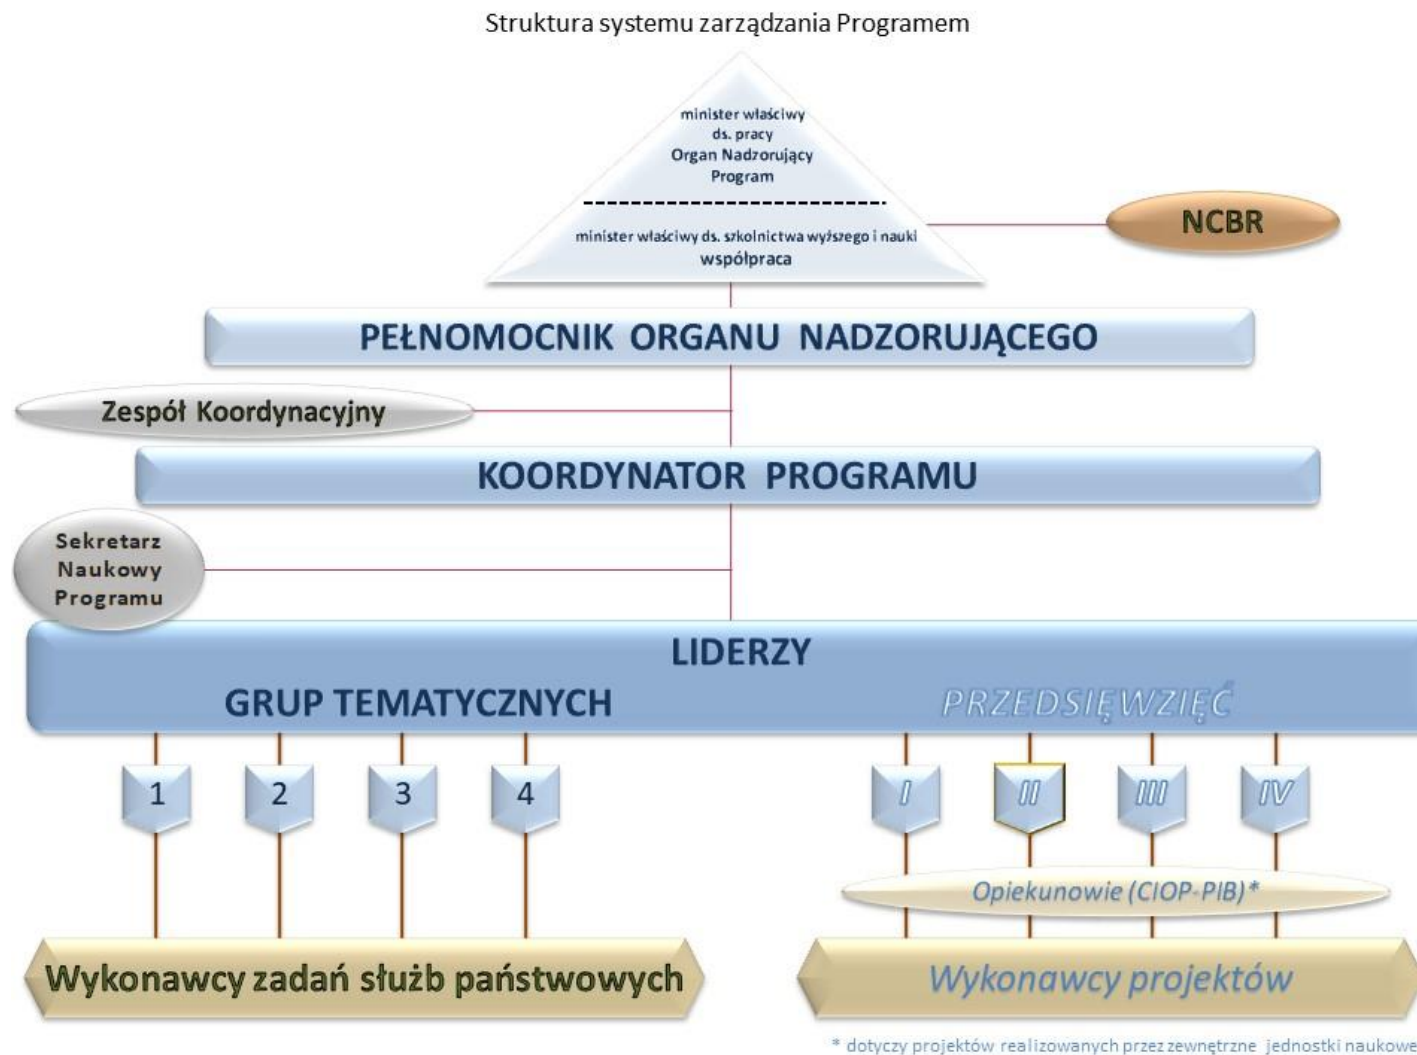 Struktura systemu zarządzania Programem
minister właściwy
ds. pracy
Organ Nadzorujący
Program
minister właściwy ds. szkolnictwa wyższego i nauki
współpraca
NCBR
PEŁNOMOCNIK ORGANU NADZORUJĄCEGO
Zespół Koordynacyjny
KOORDYNATOR PROGRAMU
Sekretarz
Naukowy
Programu
LIDERZY
GRUP TEMATYCZNYCH PRZEDSIĘWZIĘĆ
1 2 3 4 I II III IV
Opiekunowie (CIOP-PIB)*
Wykonawcy zadań służb państwowych Wykonawcy projektów
* dotyczy projektów realizowanych przez zewnętrzne jednostki naukowe